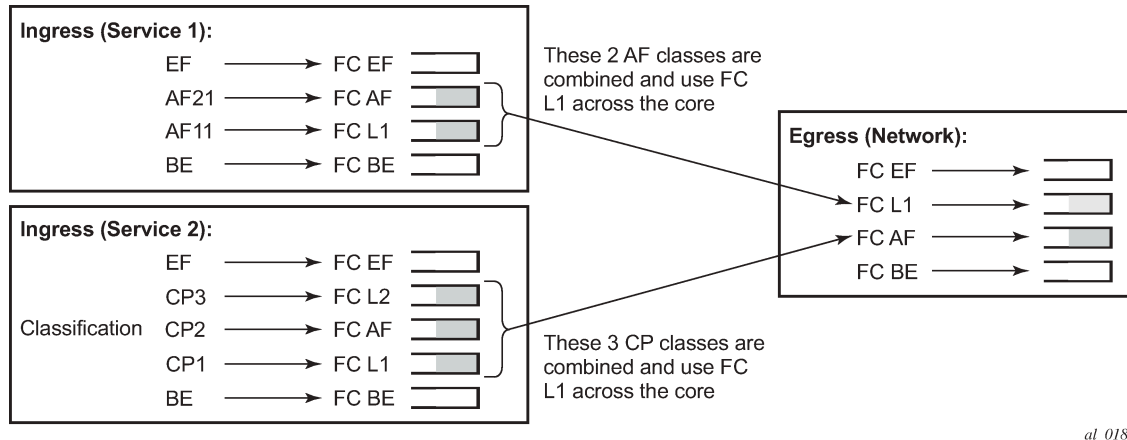 Ingress (Service 1):
EF FC EF
AF21 FC AF
AF11 FC L1
BE FC BE
These 2 AF classes are
combined and use FC
L1 across the core
Ingress (Service 2):
EF FC EF
CP3 FC L2
Classification CP2 FC AF
CP1 FC L1
BE FC BE
These 3 CP classes are
combined and use FC
L1 across the core
Egress (Network):
FC EF
FC L1
FC AF
FC BE
al_018